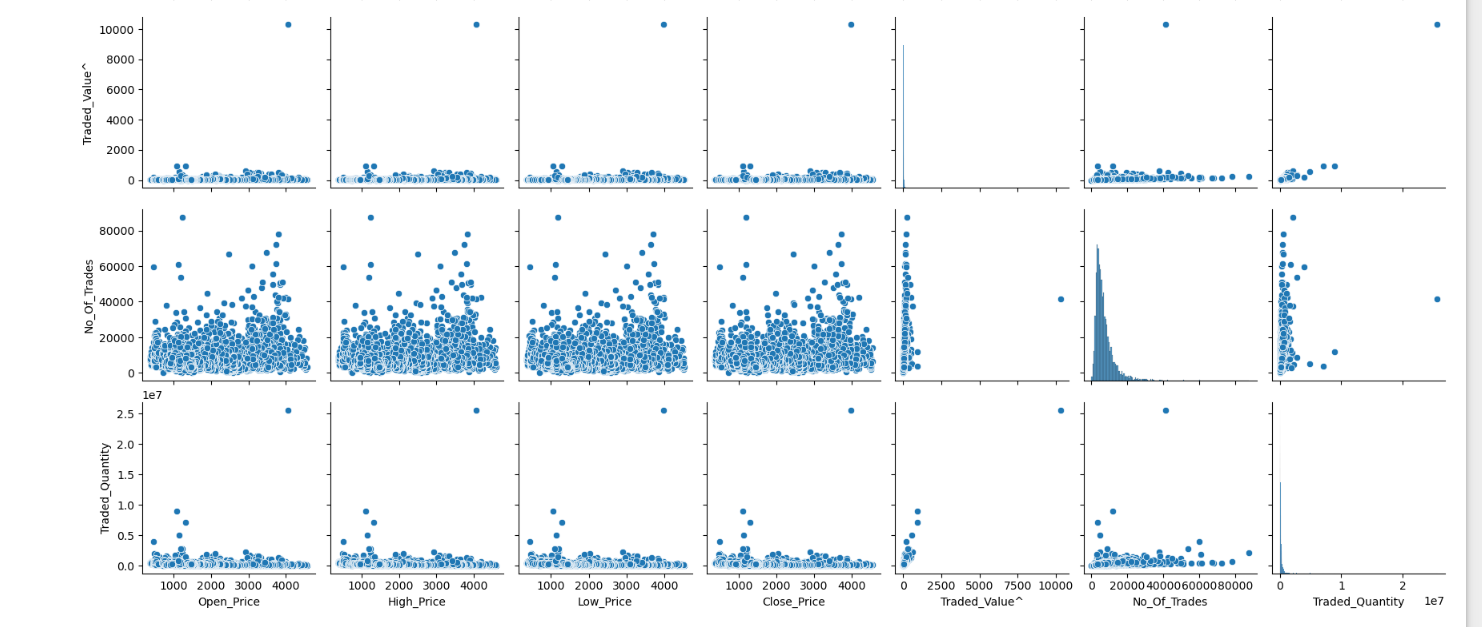 10000
8000
6000
4000
2000
0
Traded_Value^
80000
60000
40000
20000
0
No_Of_Trades
1e7
2.5
2.0
1.5
1.0
0.5
0.0
Traded_Quantity
1000 2000 3000 4000
1000 2000 3000 4000
1000 2000 3000 4000
1000 2000 3000 4000
0 2500 5000 7500 10000
0 20000 40000 60000 80000
0 1 2
1e7
Open_Price
High_Price
Low_Price
Close_Price
Traded_Value^
No_Of_Trades
Traded_Quantity